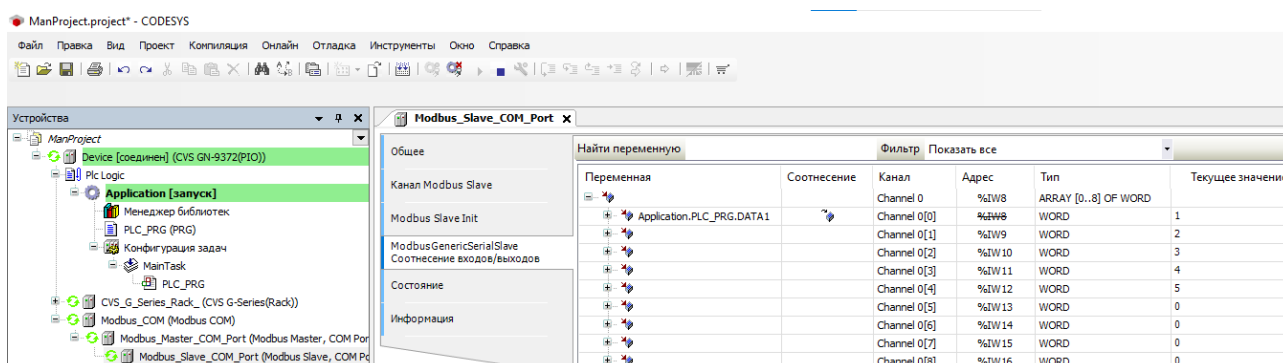 ManProject.project* - CODESYS
Файл Правка Вид Проект Компиляция Онлайн Отладка Инструменты Окно Справка
Устройства
ManProject
Device [соединен] (CVS GN-9372(PIO))
Plc Logic
Application [запуск]
Менеджер библиотек
PLC_PRG (PRG)
Конфигурация задач
MainTask
PLC_PRG
CVS_G_Series_Rack_ (CVS G-Series(Rack))
Modbus_COM (Modbus COM)
Modbus_Master_COM_Port (Modbus Master, COM Por
Modbus_Slave_COM_Port (Modbus Slave, COM Po
Modbus_Slave_COM_Port
Общее
Канал Modbus Slave
Modbus Slave Init
ModbusGenericSerialSlave
Соотнесение входов/выходов
Состояние
Информация
Найти переменную Фильтр Показать все
Переменная Соотнесение Канал Адрес Тип Текущее значение
Channel 0 %IW8 ARRAY [0..8] OF WORD
Application.PLC_PRG.DATA1 Channel 0[0] %IW8 WORD 1
Channel 0[1] %IW9 WORD 2
Channel 0[2] %IW10 WORD 3
Channel 0[3] %IW11 WORD 4
Channel 0[4] %IW12 WORD 5
Channel 0[5] %IW13 WORD 0
Channel 0[6] %IW14 WORD 0
Channel 0[7] %IW15 WORD 0
Channel 0[8] %IW16 WORD 0